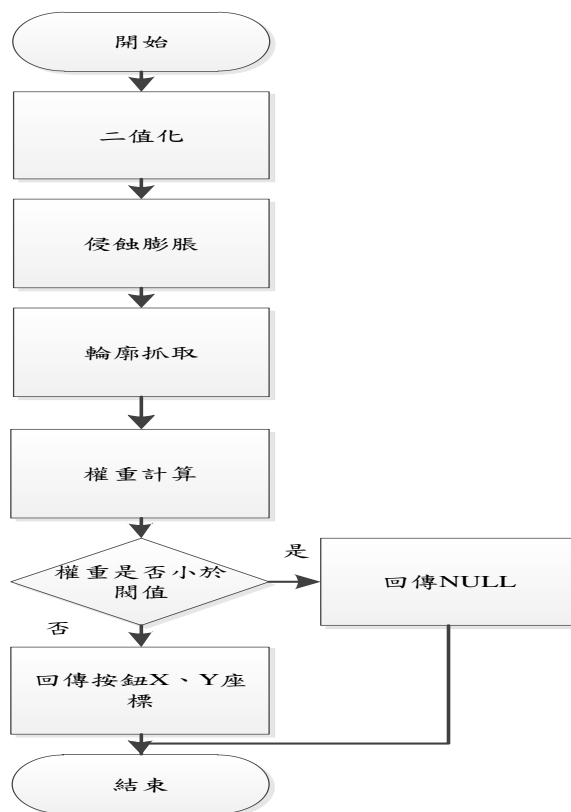 開始
二值化
侵蝕膨脹
輪廓抓取
權重計算
權重是否小於
閥值
是
回傳NULL
否
回傳按鈕X、Y座
標
結束